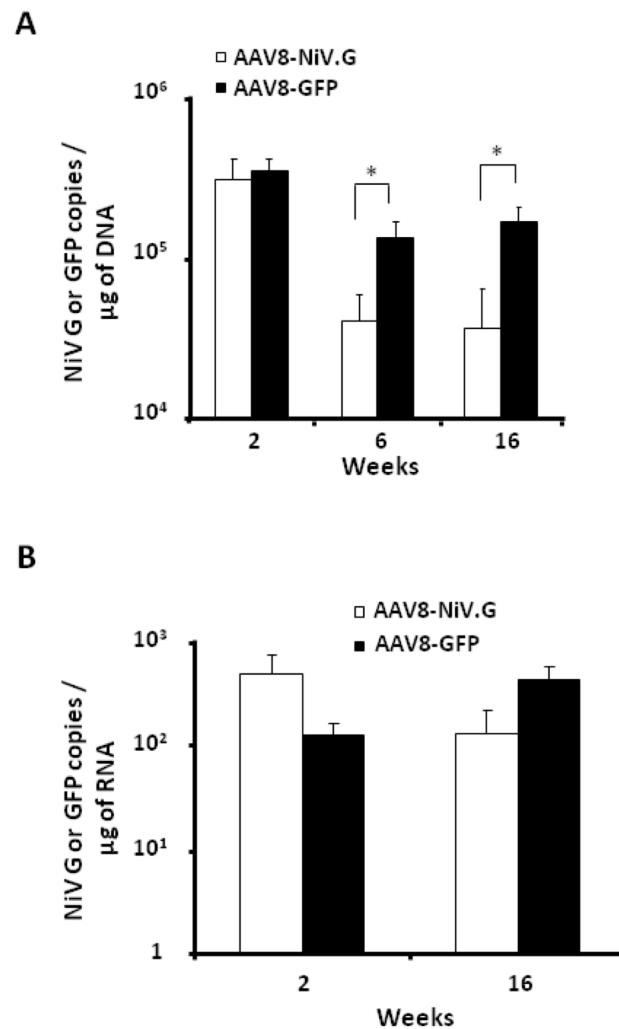 A
AAV8-NiV.G
AAV8-GFP
NiV G or GFP copies /
µg of DNA
10⁶
10⁵
10⁴
*
*
2 6 16
Weeks
B
AAV8-NiV.G
AAV8-GFP
NiV G or GFP copies /
µg of RNA
10³
10²
10¹
1
2 16
Weeks